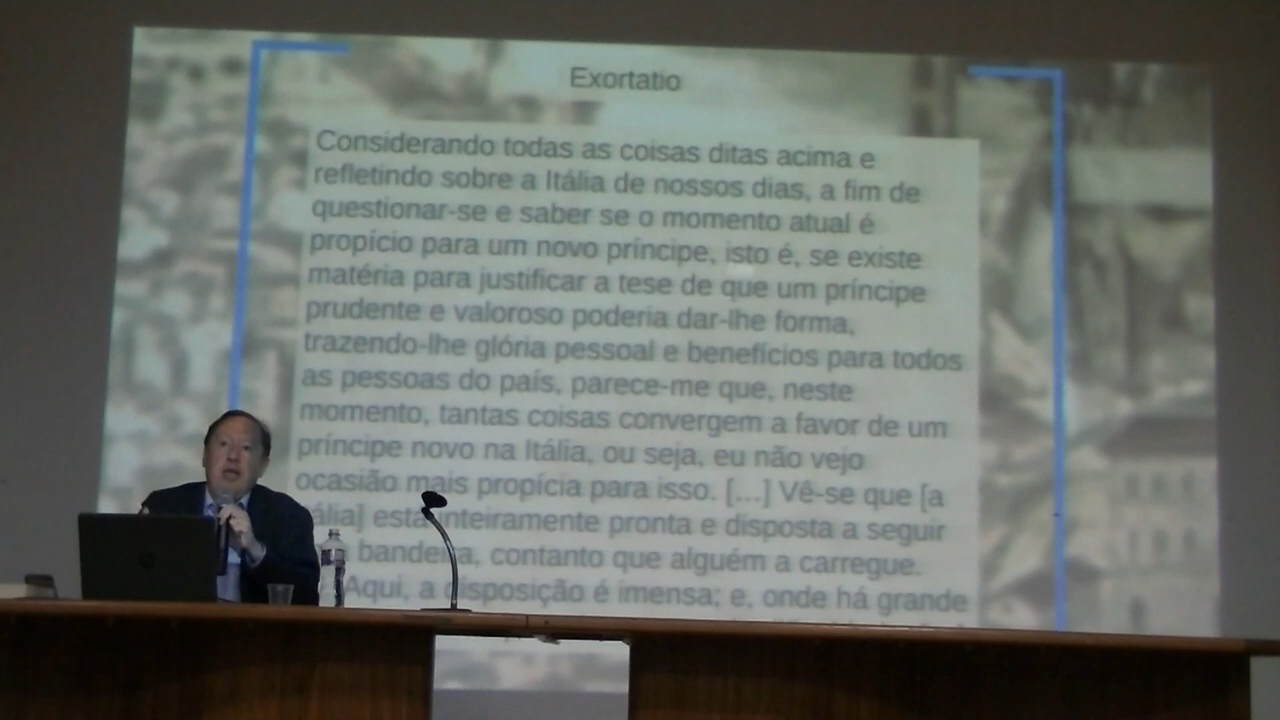 Exortatio
Considerando todas as coisas ditas acima e
refletindo sobre a Itália de nossos dias, a fim de
questionar-se e saber se o momento atual é
propício para um novo príncipe, isto é, se existe
matéria para justificar a tese de que um príncipe
prudente e valoroso poderia dar-lhe forma,
trazendo-lhe glória pessoal e benefícios para todos
as pessoas do país, parece-me que, neste
momento, tantas coisas convergem a favor de um
príncipe novo na Itália, ou seja, eu não vejo
ocasião mais propícia para isso. [...] Vê-se que [a
ália] está inteiramente pronta e disposta a seguir
bandeira, contanto que alguém a carregue.
Aqui, a disposição é imensa; e, onde há grande